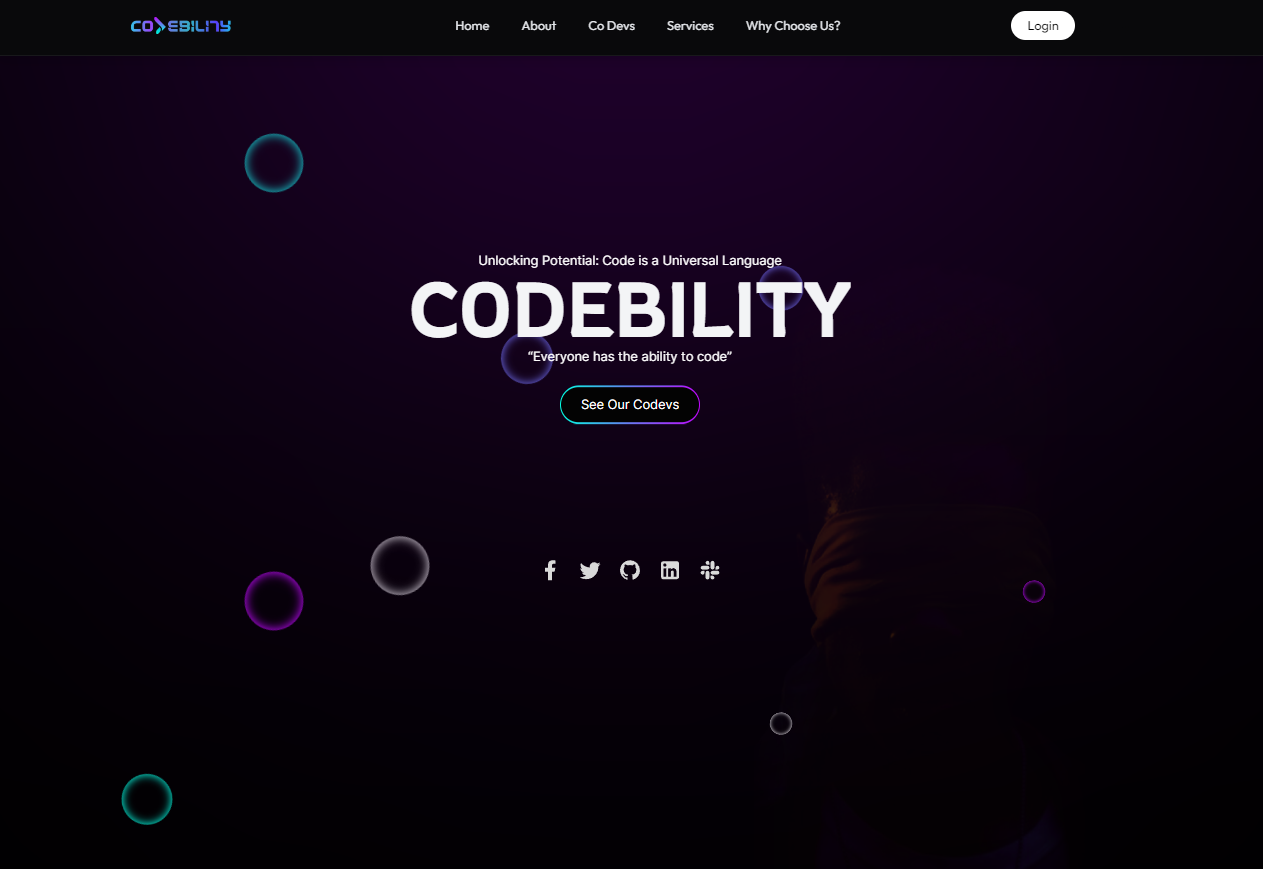 CODEBILITY
Home About Co Devs Services Why Choose Us? Login
Unlocking Potential: Code is a Universal Language
CODEBILITY
“Everyone has the ability to code”
See Our Codevs